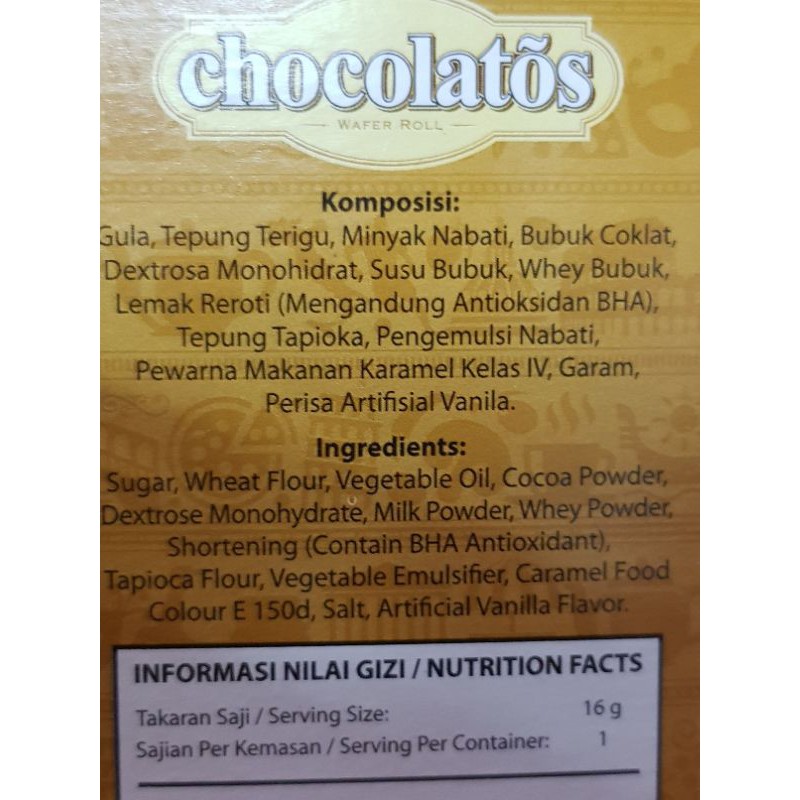 chocolatõs
WAFER ROLL
Komposisi:
Gula, Tepung Terigu, Minyak Nabati, Bubuk Coklat,
Dextrosa Monohidrat, Susu Bubuk, Whey Bubuk,
Lemak Reroti (Mengandung Antioksidan BHA),
Tepung Tapioka, Pengemulsi Nabati,
Pewarna Makanan Karamel Kelas IV, Garam,
Perisa Artifisial Vanila.
Ingredients:
Sugar, Wheat Flour, Vegetable Oil, Cocoa Powder,
Dextrose Monohydrate, Milk Powder, Whey Powder,
Shortening (Contain BHA Antioxidant),
Tapioca Flour, Vegetable Emulsifier, Caramel Food
Colour E 150d, Salt, Artificial Vanilla Flavor.
INFORMASI NILAI GIZI / NUTRITION FACTS
Takaran Saji / Serving Size: 16 g
Sajian Per Kemasan / Serving Per Container: 1